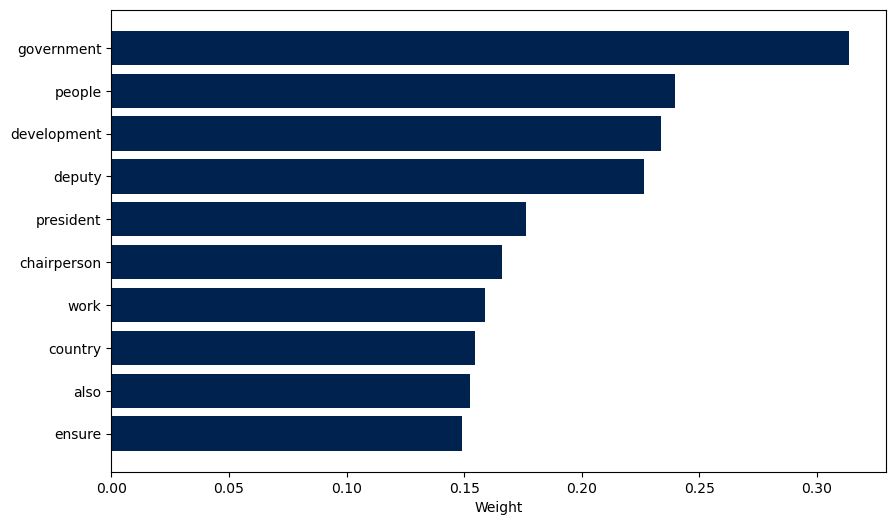 government
people
development
deputy
president
chairperson
work
country
also
ensure
0.00 0.05 0.10 0.15 0.20 0.25 0.30
Weight